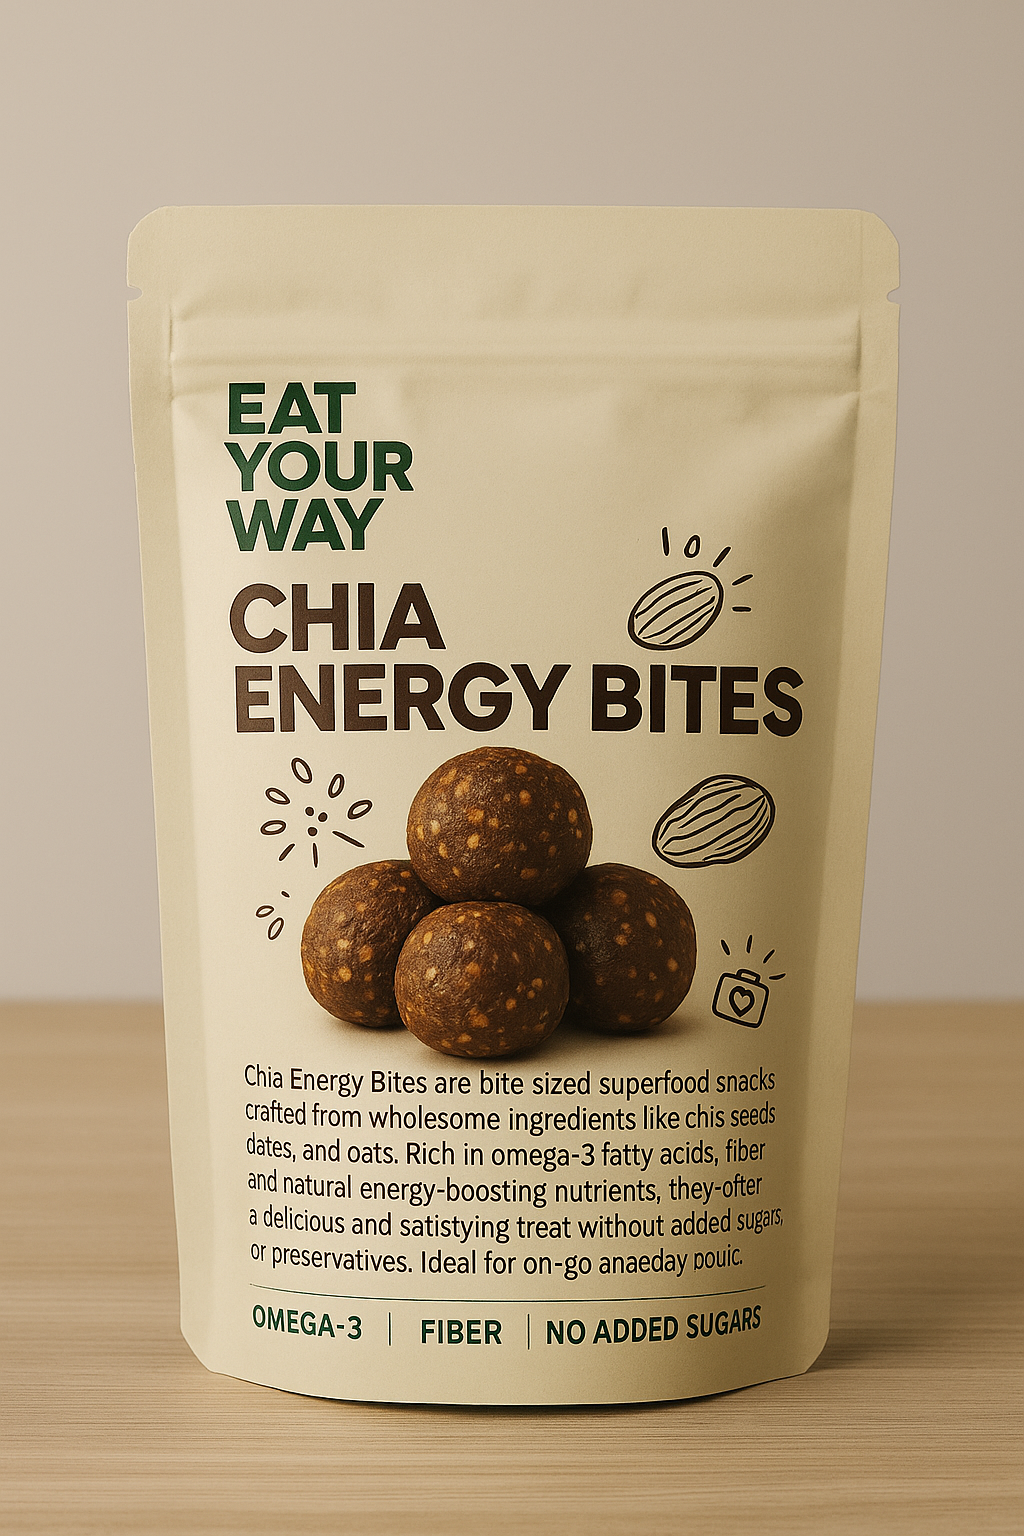 EAT
YOUR
WAY
CHIA
ENERGY BITES
Chia Energy Bites are bite sized superfood snacks
crafted from wholesome ingredients like chis seeds
dates, and oats. Rich in omega-3 fatty acids, fiber
and natural energy-boosting nutrients, they-ofter
a delicious and satistying treat without added sugars,
or preservatives. Ideal for on-go anaeday pouic.
OMEGA-3 | FIBER | NO ADDED SUGARS